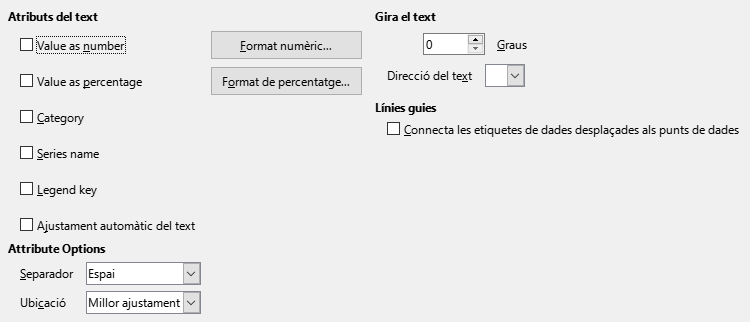 Atributs del text
Value as number
Format numèric...
Value as percentage
Format de percentatge...
Category
Series name
Legend key
Ajustament automàtic del text
Attribute Options
Separador Espai
Ubicació Millor ajustament
Gira el text
0 Graus
Direcció del text
Línies guies
Connecta les etiquetes de dades desplaçades als punts de dades